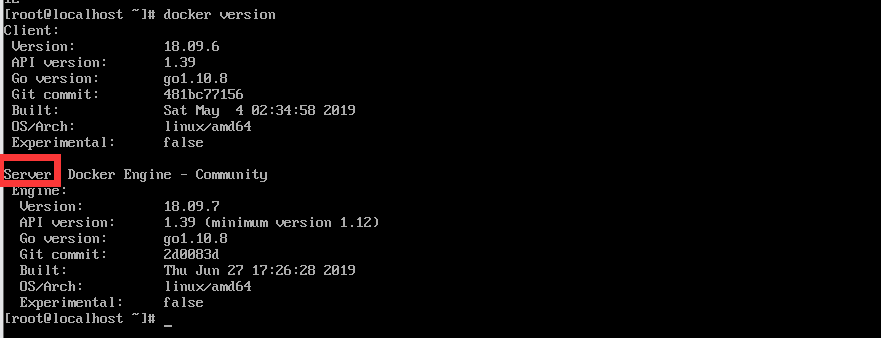 [root@localhost ~]# docker version
Client:
Version: 18.09.6
API version: 1.39
Go version: go1.10.8
Git commit: 481bc77156
Built: Sat May 4 02:34:58 2019
OS/Arch: linux/amd64
Experimental: false
Server Docker Engine - Community
Engine:
Version: 18.09.7
API version: 1.39 (minimum version 1.12)
Go version: go1.10.8
Git commit: 2d0083d
Built: Thu Jun 27 17:26:28 2019
OS/Arch: linux/amd64
Experimental: false
[root@localhost ~]# _